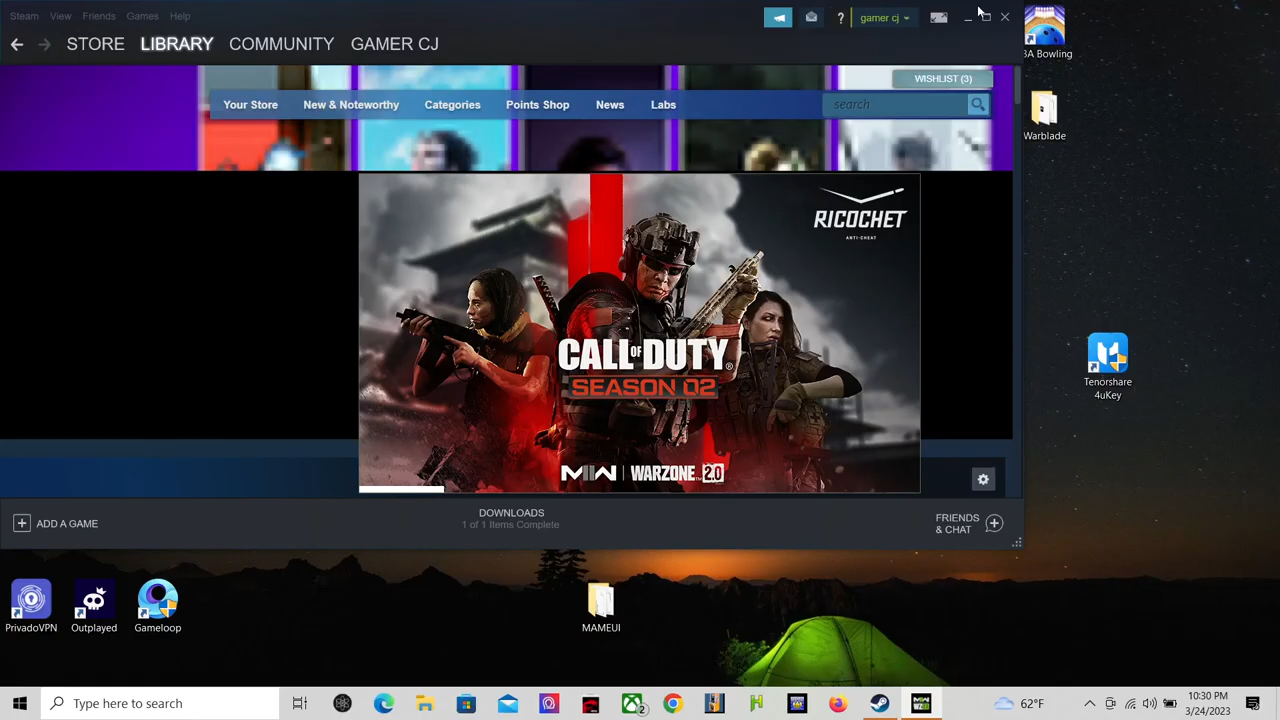 Steam View Friends Games Help
gamer cj
STORE LIBRARY COMMUNITY GAMER CJ
WISHLIST (3)
Your Store New & Noteworthy Categories Points Shop News Labs
search
RICOCHET
ANTI-CHEAT
CALL OF DUTY®
SEASON 02
MW WARZONE 2.0
ADD A GAME
DOWNLOADS
1 of 1 Items Complete
FRIENDS
& CHAT
BA Bowling
Warblade
Tenorshare
4uKey
PrivadoVPN
Outplayed
Gameloop
MAMEUI
Type here to search
2
62°F
10:30 PM
3/24/2023